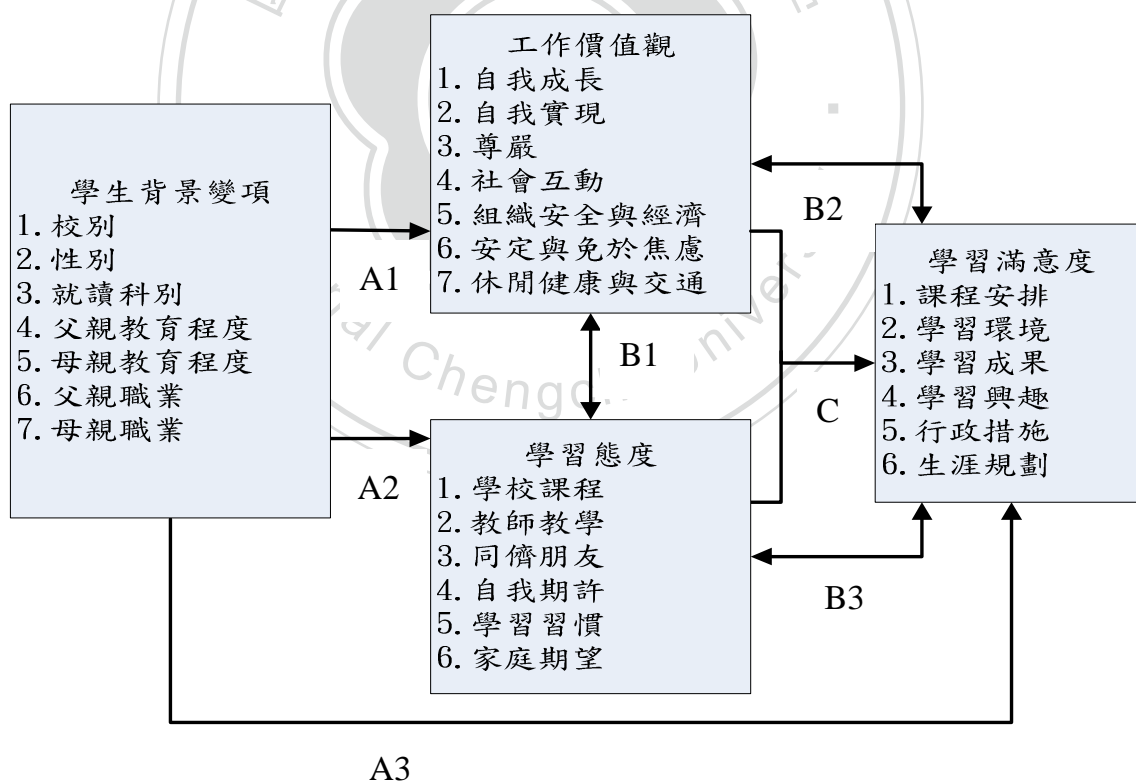 學生背景變項
1. 校別
2. 性別
3. 就讀科別
4. 父親教育程度
5. 母親教育程度
6. 父親職業
7. 母親職業
A1
A2
A3
工作價值觀
1. 自我成長
2. 自我實現
3. 尊嚴
4. 社會互動
5. 組織安全與經濟
6. 安定與免於焦慮
7. 休閒健康與交通
B1
學習態度
1. 學校課程
2. 教師教學
3. 同儕朋友
4. 自我期許
5. 學習習慣
6. 家庭期望
B2
C
B3
學習滿意度
1. 課程安排
2. 學習環境
3. 學習成果
4. 學習興趣
5. 行政措施
6. 生涯規劃